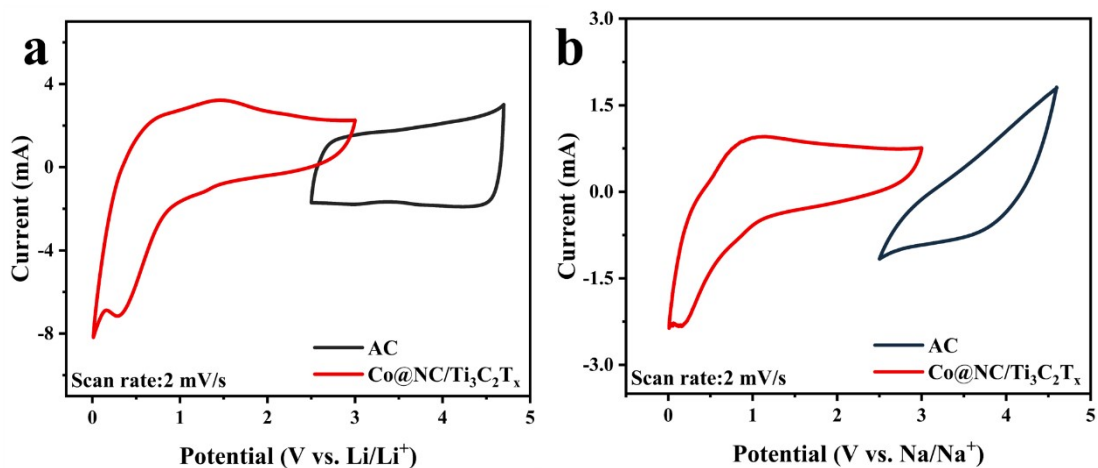 a
Current (mA)
4
0
-4
-8
AC
Co@NC/Ti₃C₂Tₓ
Scan rate:2 mV/s
0 1 2 3 4 5
Potential (V vs. Li/Li⁺)
b
Current (mA)
3.0
1.5
0.0
-1.5
-3.0
AC
Co@NC/Ti₃C₂Tₓ
Scan rate:2 mV/s
0 1 2 3 4 5
Potential (V vs. Na/Na⁺)